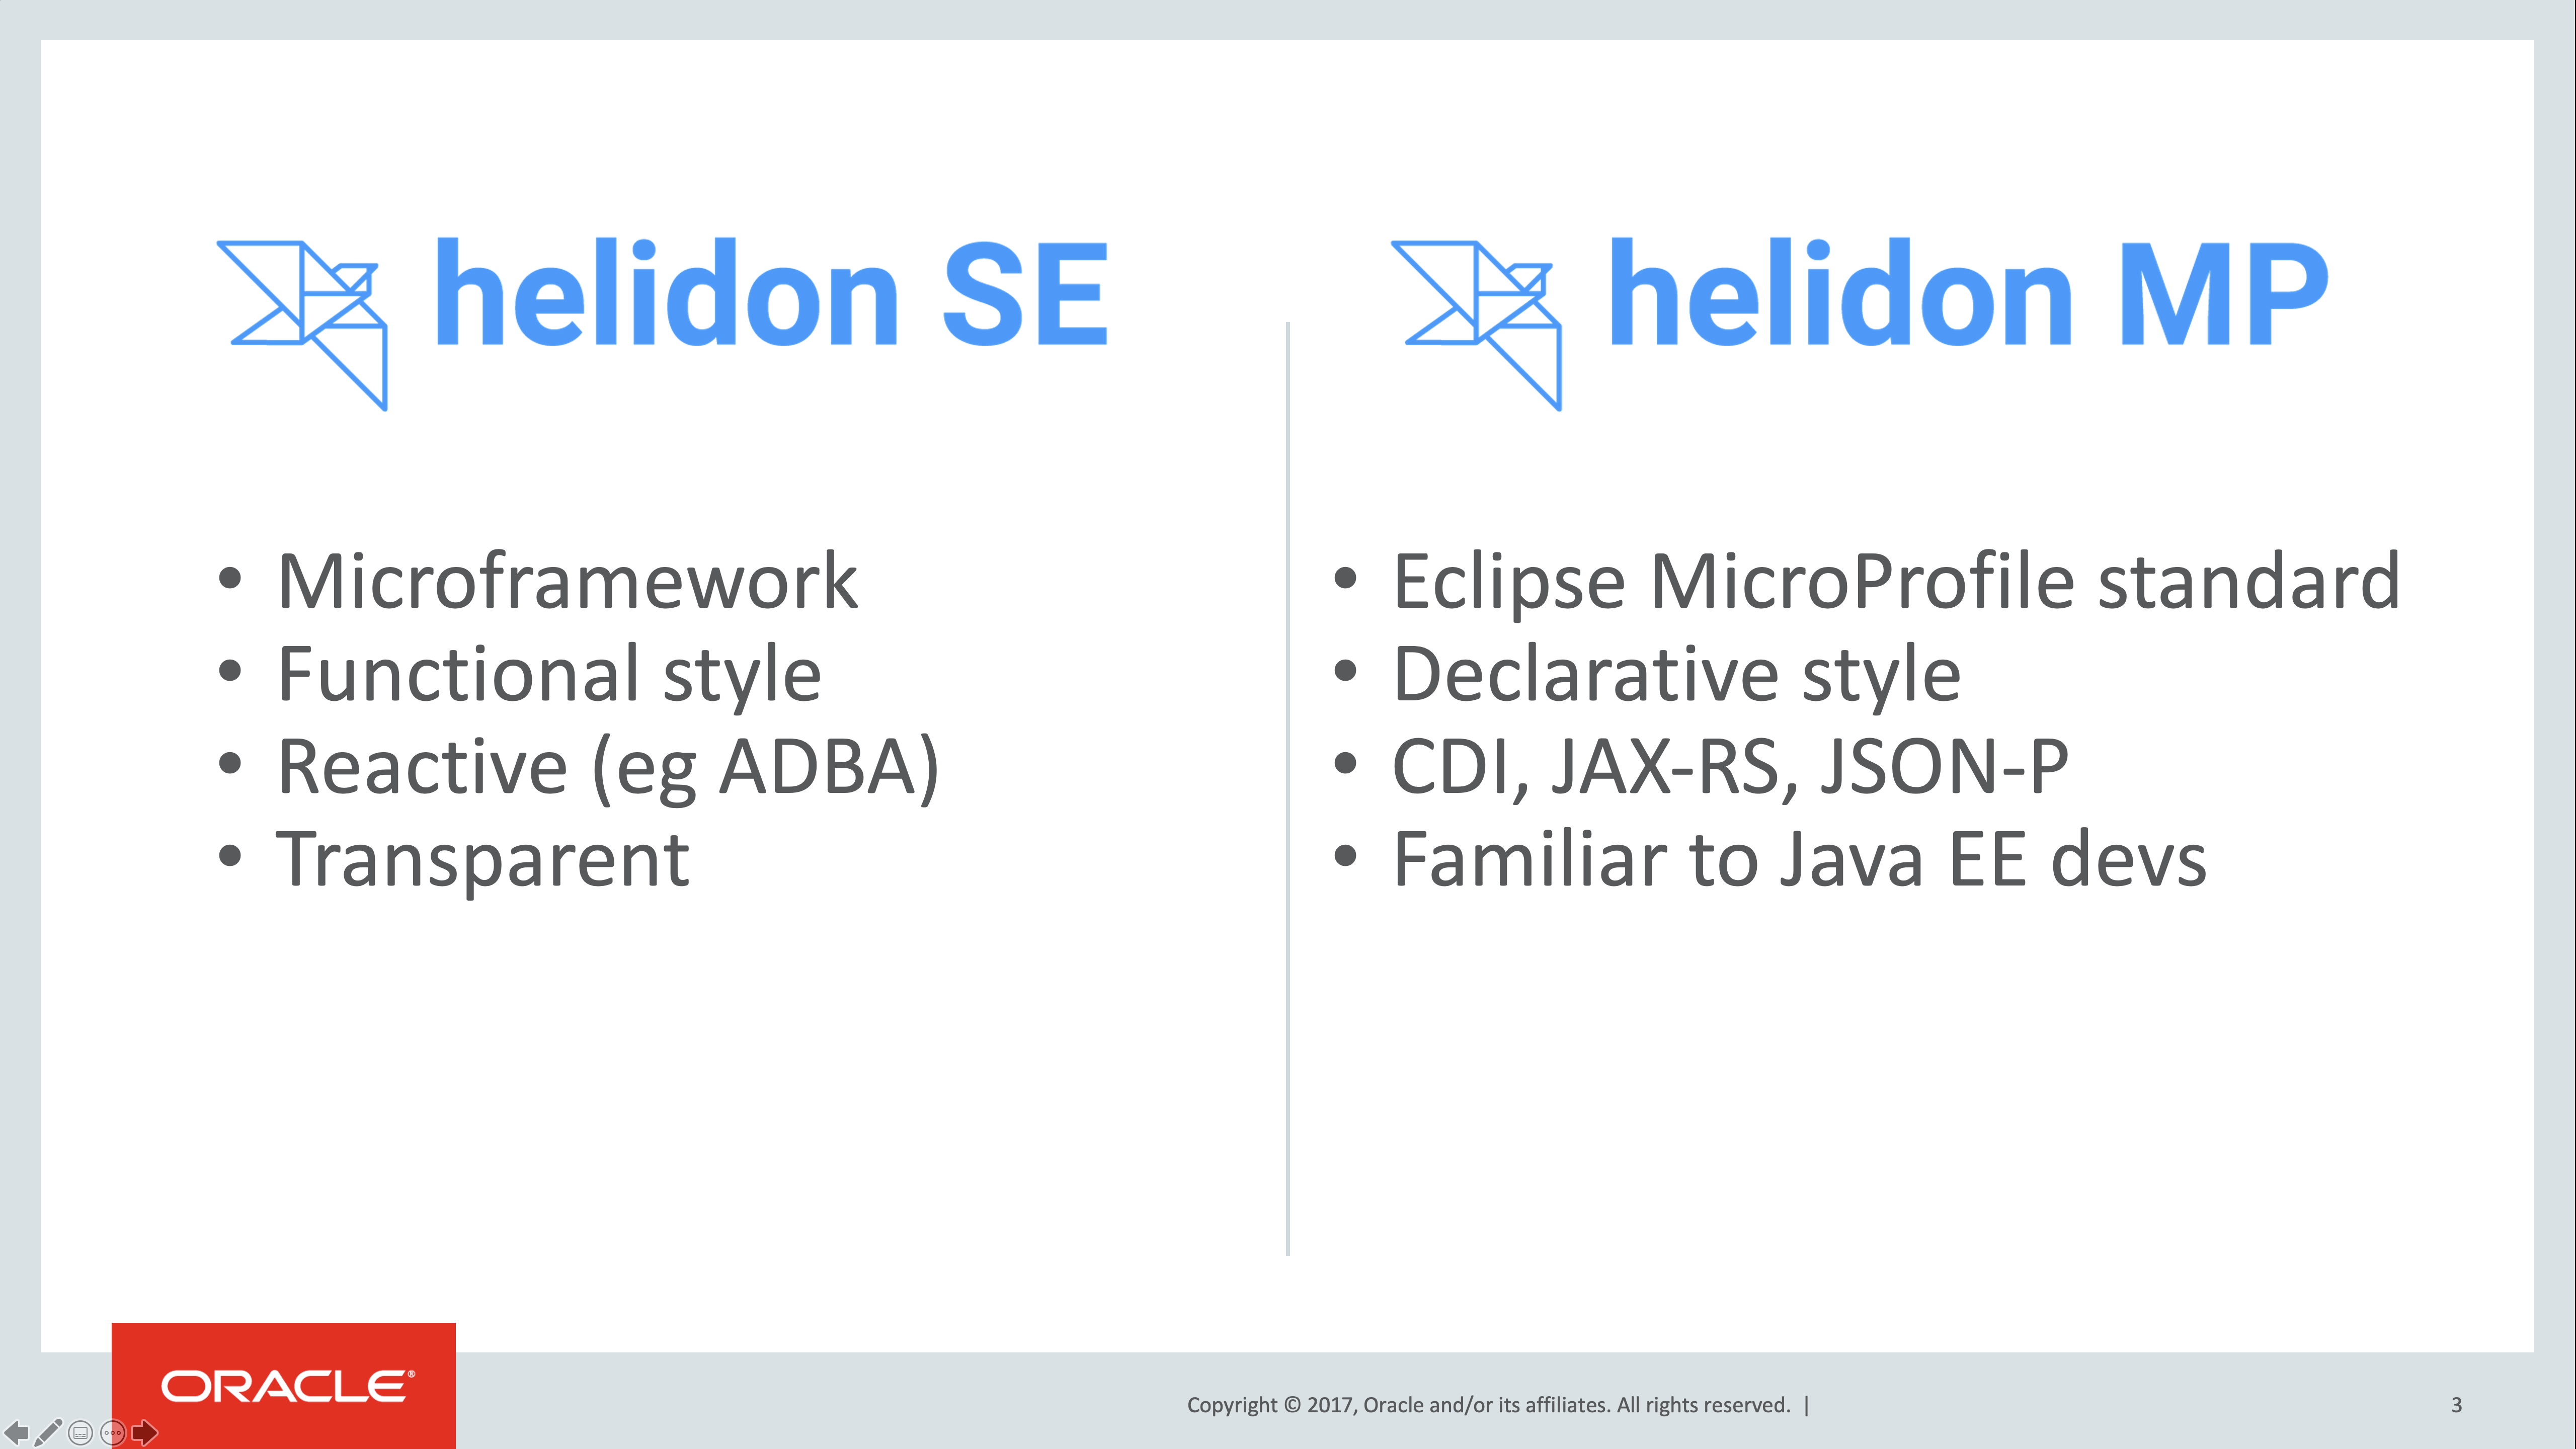 helidon SE
• Microframework
• Functional style
• Reactive (eg ADBA)
• Transparent
helidon MP
• Eclipse MicroProfile standard
• Declarative style
• CDI, JAX-RS, JSON-P
• Familiar to Java EE devs
ORACLE®
Copyright © 2017, Oracle and/or its affiliates. All rights reserved. |
3